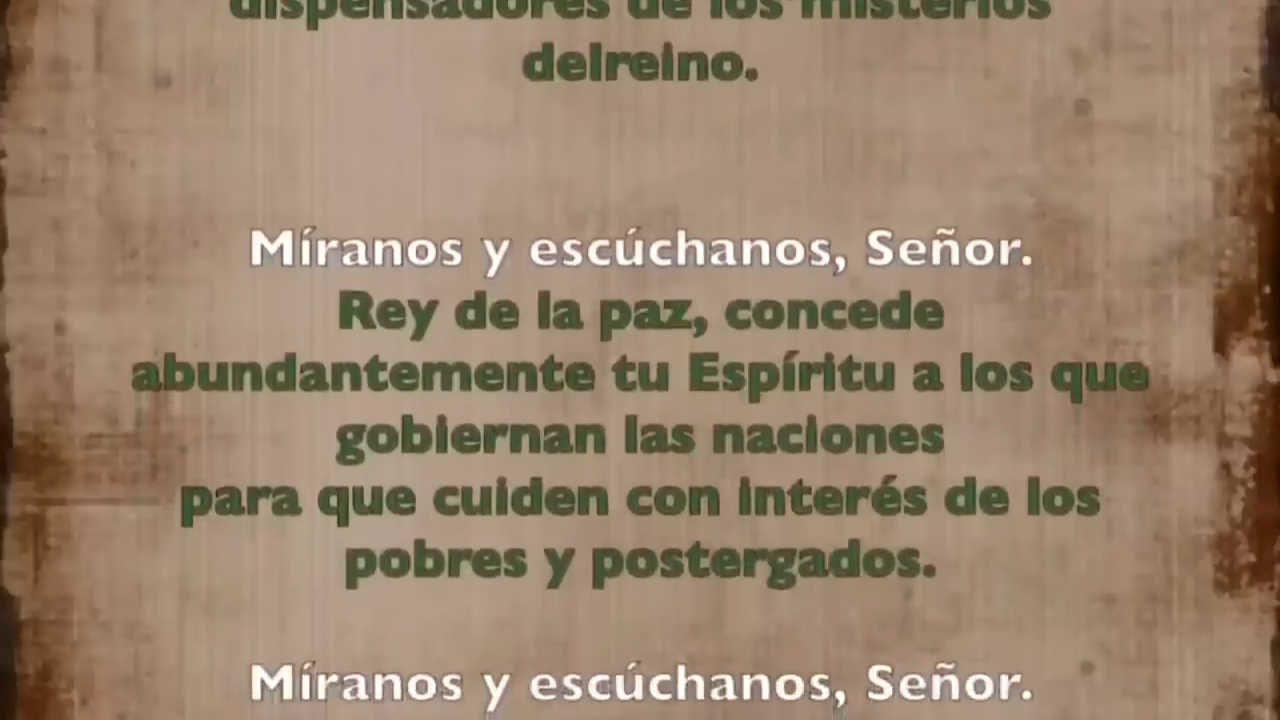 dispensadores de los misterios
delreino.
Míranos y escúchanos, Señor.
Rey de la paz, concede
abundantemente tu Espíritu a los que
gobiernan las naciones
para que cuiden con interés de los
pobres y postergados.
Míranos y escúchanos, Señor.